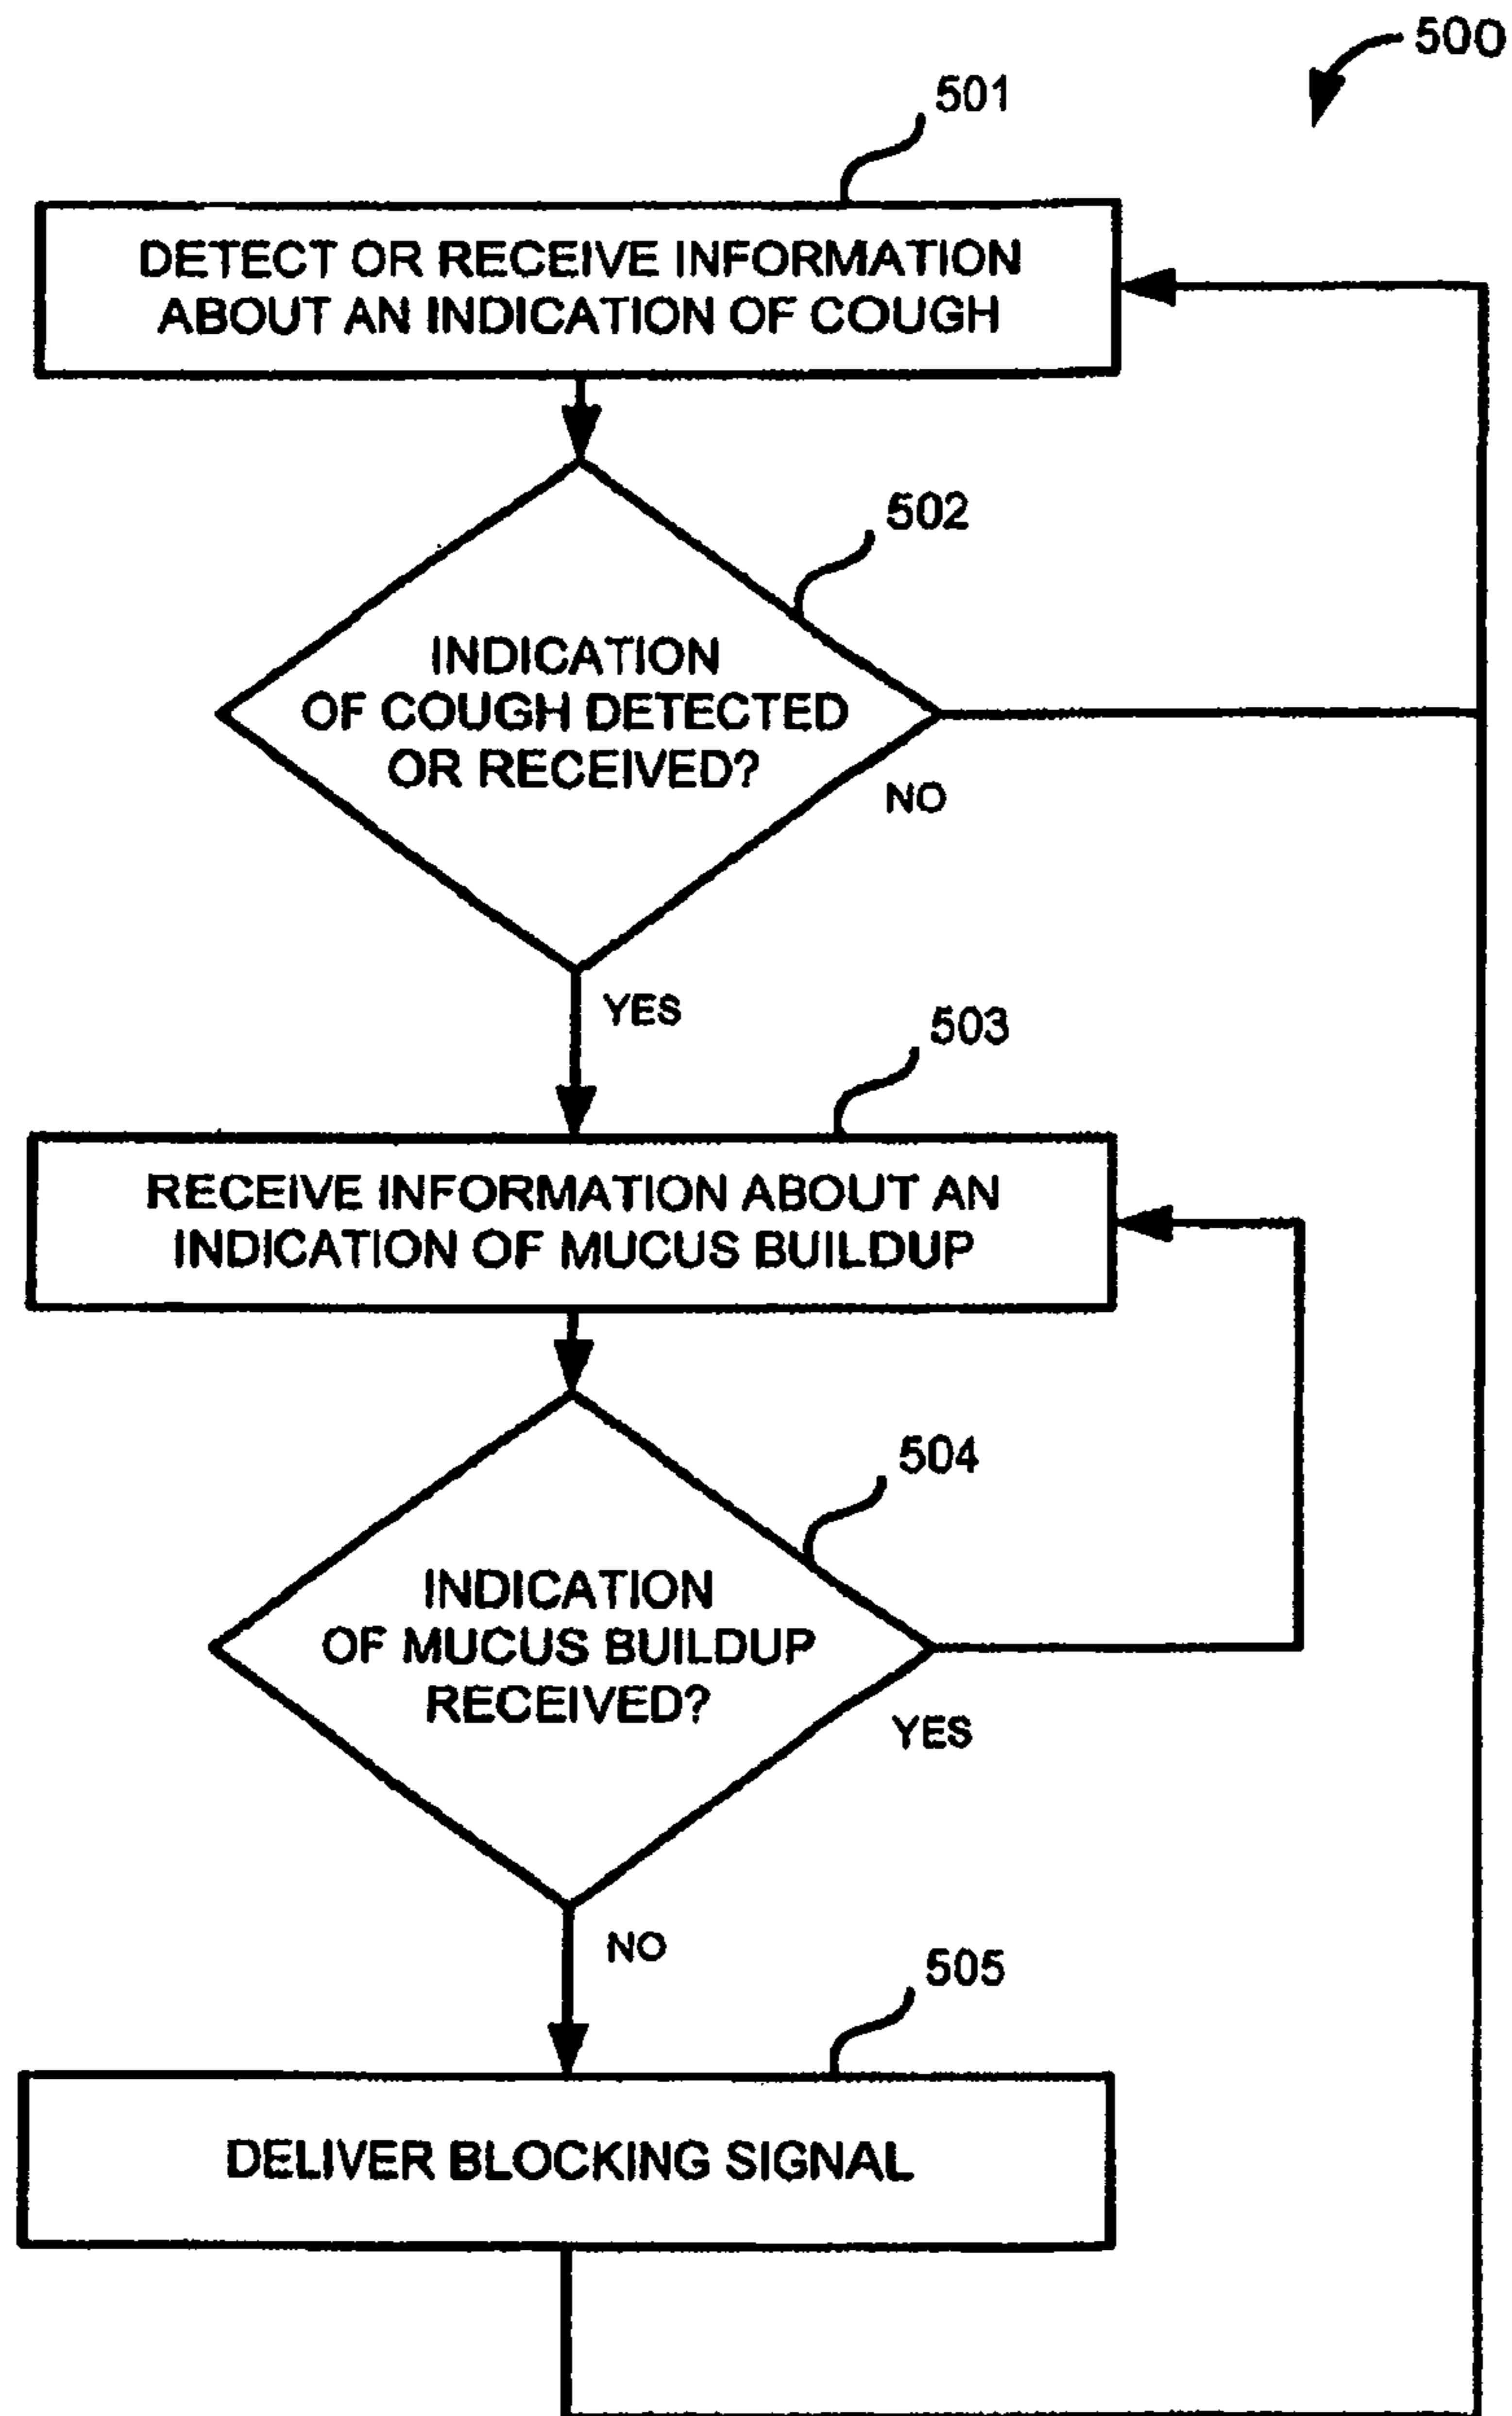 500
501
DETECT OR RECEIVE INFORMATION
ABOUT AN INDICATION OF COUGH
502
INDICATION
OF COUGH DETECTED
OR RECEIVED?
NO
YES
503
RECEIVE INFORMATION ABOUT AN
INDICATION OF MUCUS BUILDUP
504
INDICATION
OF MUCUS BUILDUP
RECEIVED?
YES
NO
505
DELIVER BLOCKING SIGNAL